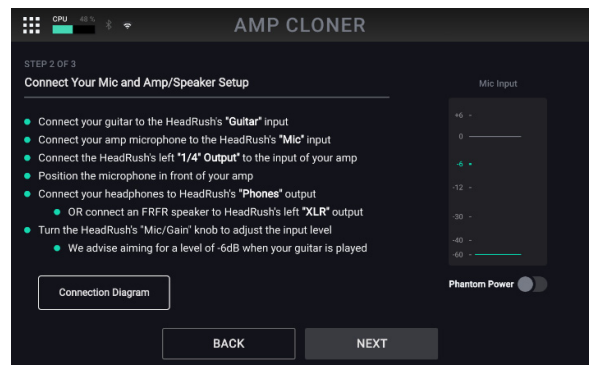 CPU 48 %
AMP CLONER
STEP 2 OF 3
Connect Your Mic and Amp/Speaker Setup
Connect your guitar to the HeadRush's "Guitar" input
Connect your amp microphone to the HeadRush's "Mic" input
Connect the HeadRush's left "1/4" Output" to the input of your amp
Position the microphone in front of your amp
Connect your headphones to HeadRush's "Phones" output
OR connect an FRFR speaker to HeadRush's left "XLR" output
Turn the HeadRush's "Mic/Gain" knob to adjust the input level
We advise aiming for a level of -6dB when your guitar is played
Connection Diagram
Mic Input
+6
0
-6
-12
-30
-40
-60
Phantom Power
BACK
NEXT